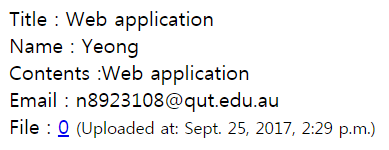 Title : Web application
Name : Yeong
Contents :Web application
Email : n8923108@qut.edu.au
File : 0 (Uploaded at: Sept. 25, 2017, 2:29 p.m.)